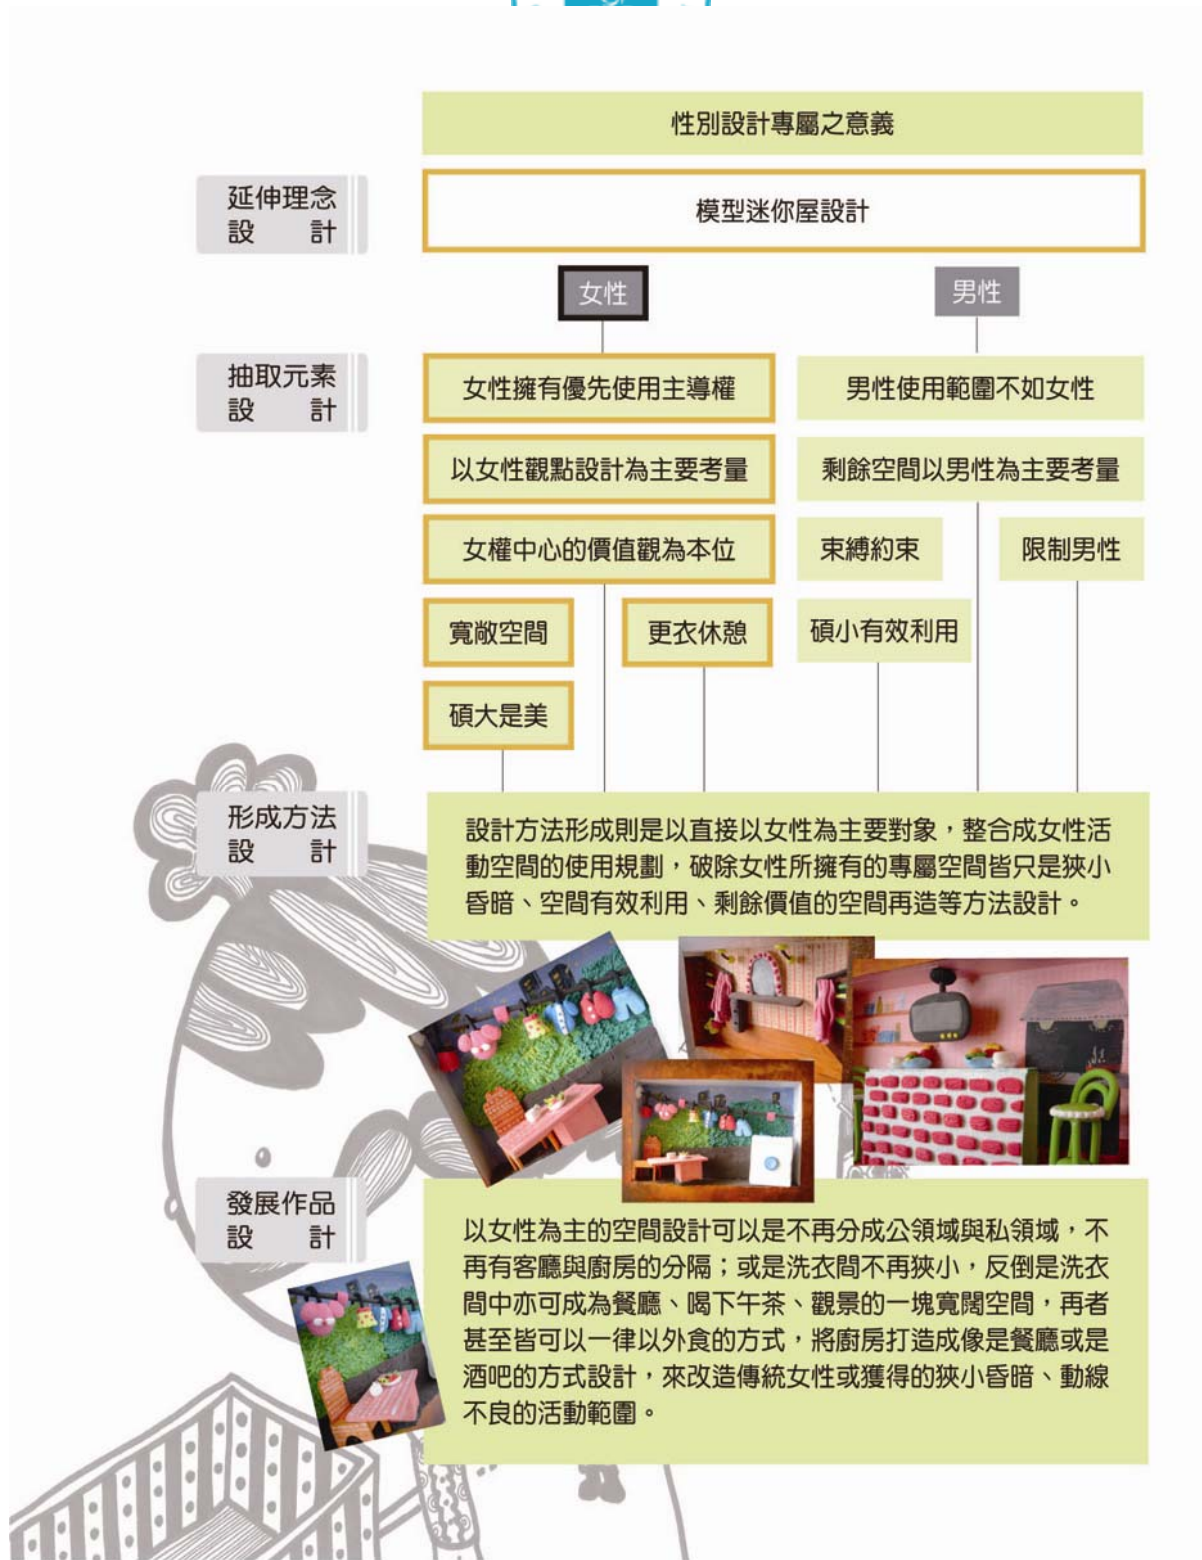 性別設計專屬之意義
延伸理念
設計
模型迷你屋設計
女性
男性
抽取元素
設計
女性擁有優先使用主導權
男性使用範圍不如女性
以女性觀點設計為主要考量
剩餘空間以男性為主要考量
女權中心的價值觀為本位
束縛約束
限制男性
寬敞空間
更衣休憩
碩小有效利用
碩大是美
形成方法
設計
設計方法形成則是以直接以女性為主要對象，整合成女性活
動空間的使用規劃，破除女性所擁有的專屬空間皆只是狹小
昏暗、空間有效利用、剩餘價值的空間再造等方法設計。
發展作品
設計
以女性為主的空間設計可以是不再分成公領域與私領域，不
再有客廳與廚房的分隔；或是洗衣間不再狹小，反倒是洗衣
間中亦可成為餐廳、喝下午茶、觀景的一塊寬闊空間，再者
甚至皆可以一律以外食的方式，將廚房打造成像是餐廳或是
酒吧的方式設計，來改造傳統女性或獲得的狹小昏暗、動線
不良的活動範圍。